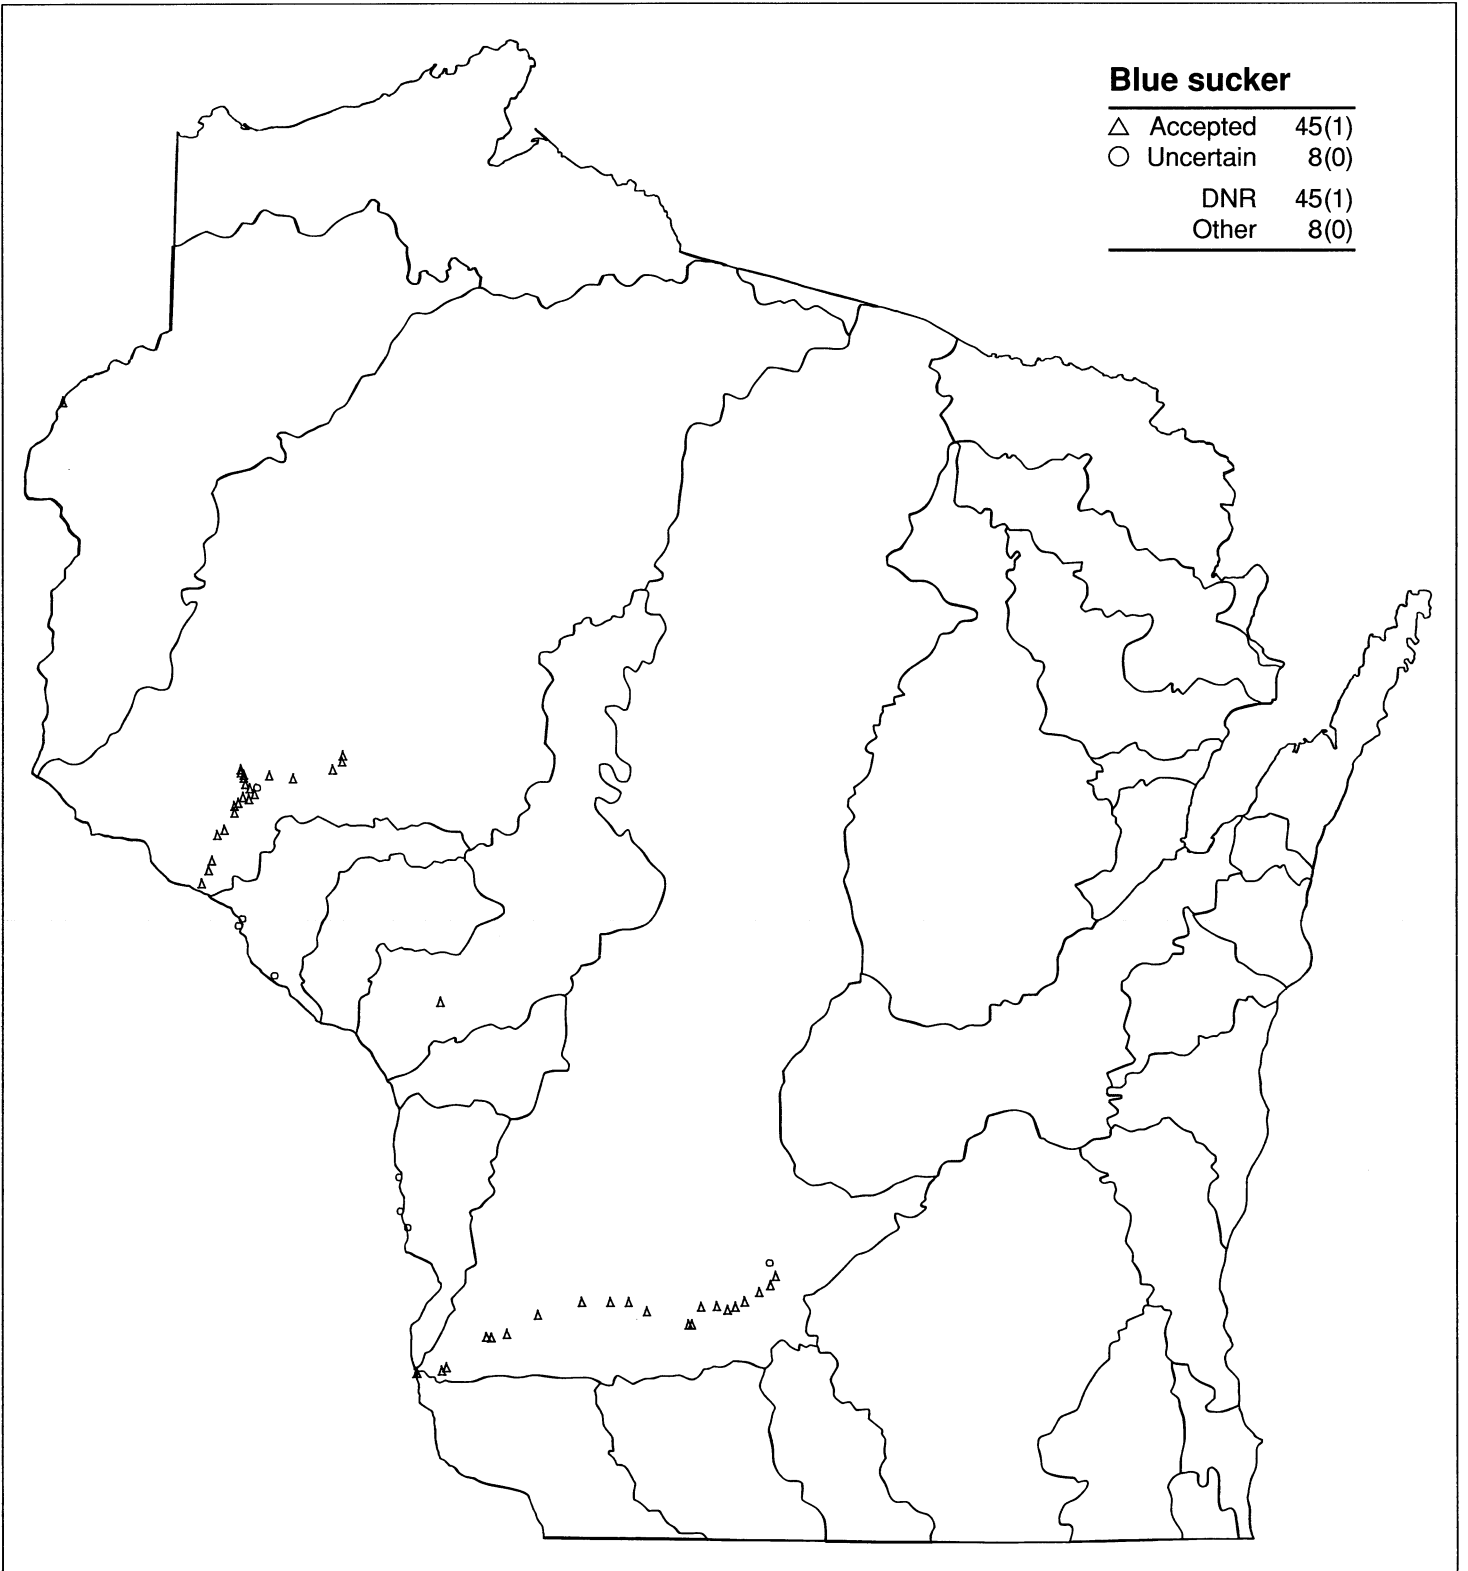 Blue sucker
△ Accepted 45(1)
○ Uncertain 8(0)
DNR 45(1)
Other 8(0)